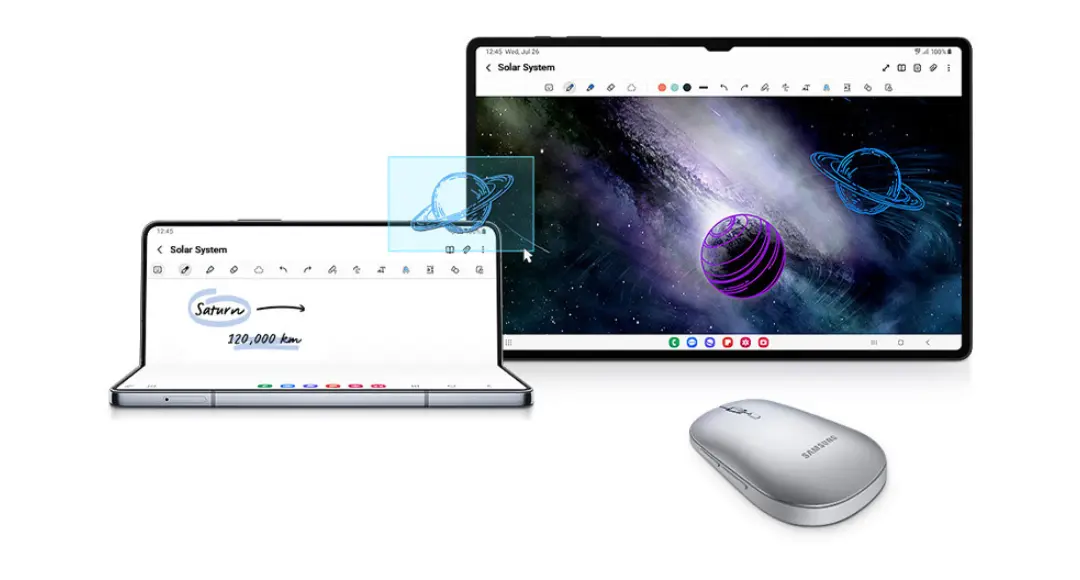 12:45 Wed, Jul 26
100%
Solar System
12:45
Solar System
Saturn
120,000 km
SAMSUNG